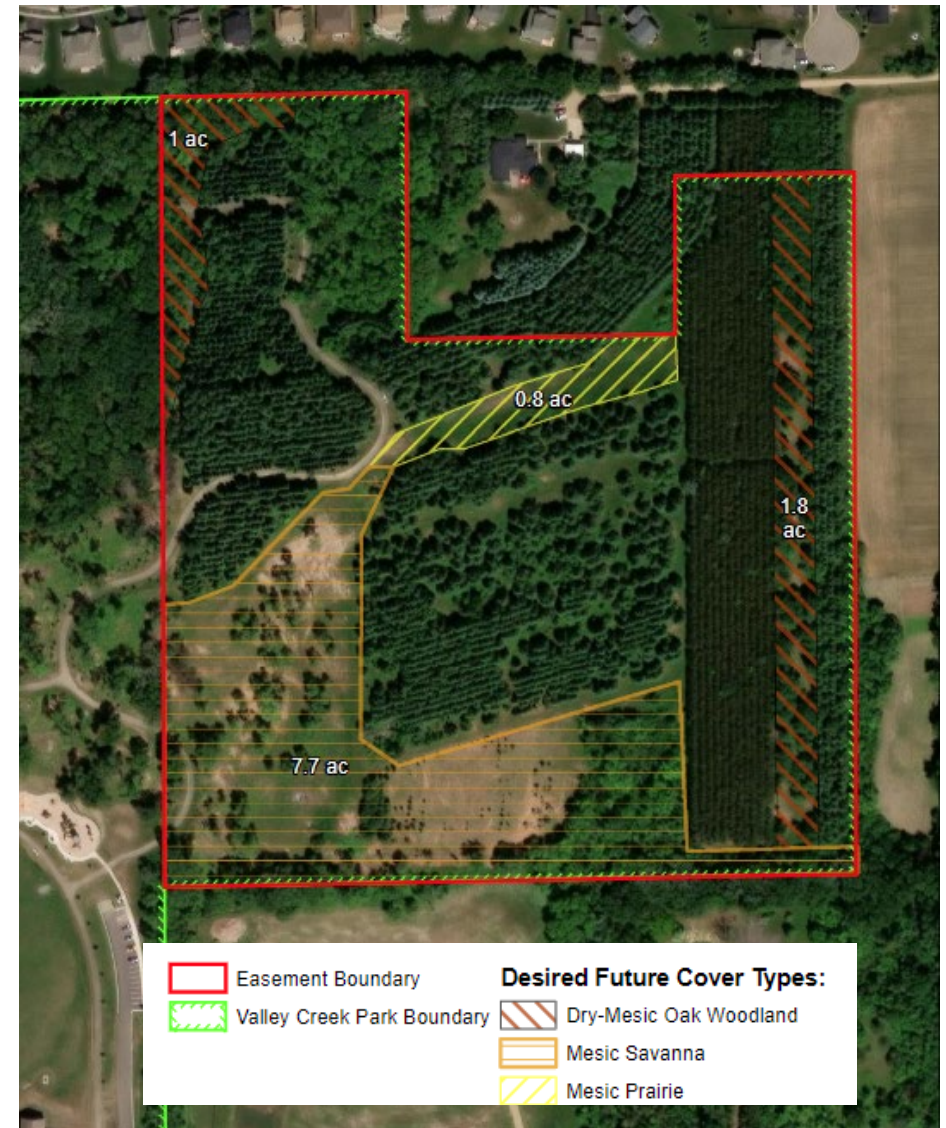 1 ac
0.8 ac
1.8
ac
7.7 ac
Easement Boundary
Valley Creek Park Boundary
Desired Future Cover Types:
Dry-Mesic Oak Woodland
Mesic Savanna
Mesic Prairie